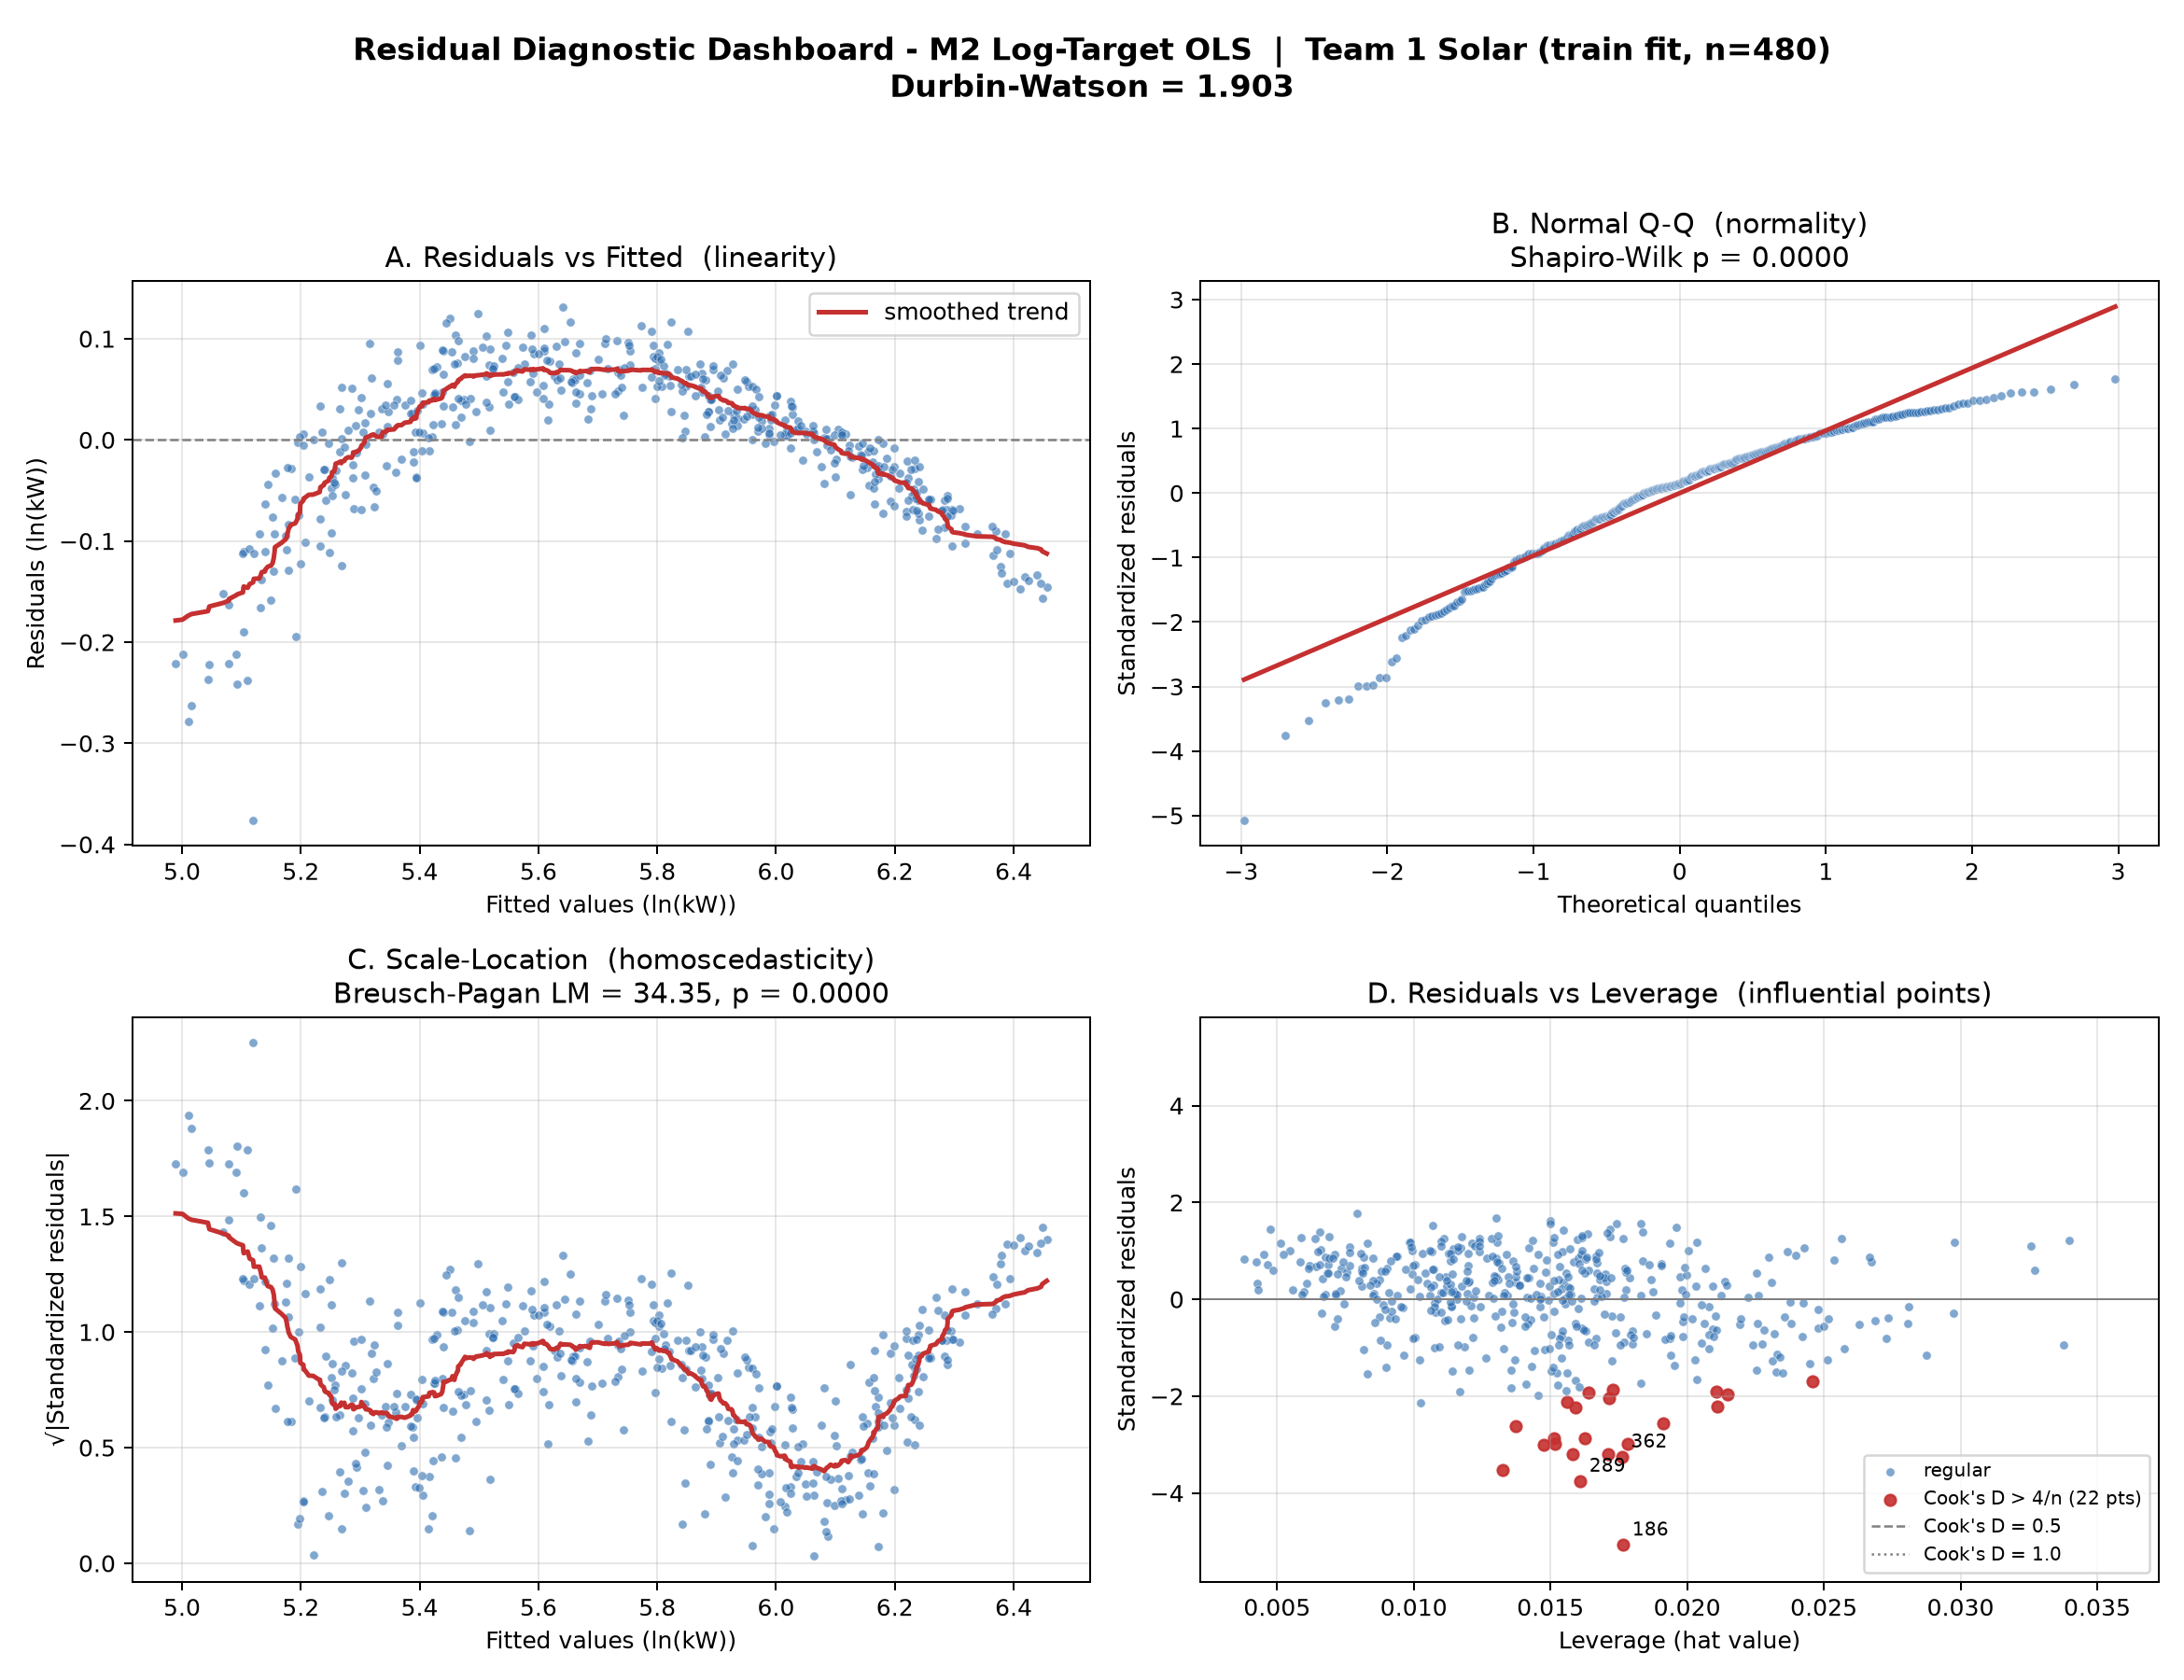 Residual Diagnostic Dashboard - M2 Log-Target OLS  |  Team 1 Solar (train fit, n=480)
Durbin-Watson = 1.903
A. Residuals vs Fitted  (linearity)
smoothed trend
0.1
0.0
−0.1
−0.2
−0.3
−0.4
Residuals (ln(kW))
5.0 5.2 5.4 5.6 5.8 6.0 6.2 6.4
Fitted values (ln(kW))
B. Normal Q-Q  (normality)
Shapiro-Wilk p = 0.0000
3
2
1
0
−1
−2
−3
−4
−5
Standardized residuals
−3 −2 −1 0 1 2 3
Theoretical quantiles
C. Scale-Location  (homoscedasticity)
Breusch-Pagan LM = 34.35, p = 0.0000
2.0
1.5
1.0
0.5
0.0
√|Standardized residuals|
5.0 5.2 5.4 5.6 5.8 6.0 6.2 6.4
Fitted values (ln(kW))
D. Residuals vs Leverage  (influential points)
4
2
0
−2
−4
Standardized residuals
362
289
186
regular
Cook's D > 4/n (22 pts)
Cook's D = 0.5
Cook's D = 1.0
0.005 0.010 0.015 0.020 0.025 0.030 0.035
Leverage (hat value)